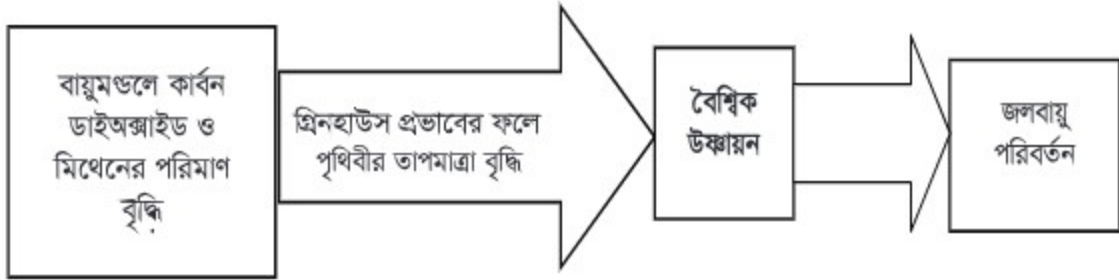 বায়ুমণ্ডলে কার্বন
ডাইঅক্সাইড ও
মিথেনের পরিমাণ
বৃদ্ধি
গ্রিনহাউস প্রভাবের ফলে
পৃথিবীর তাপমাত্রা বৃদ্ধি
বৈশ্বিক
উষ্ণায়ন
জলবায়ু
পরিবর্তন